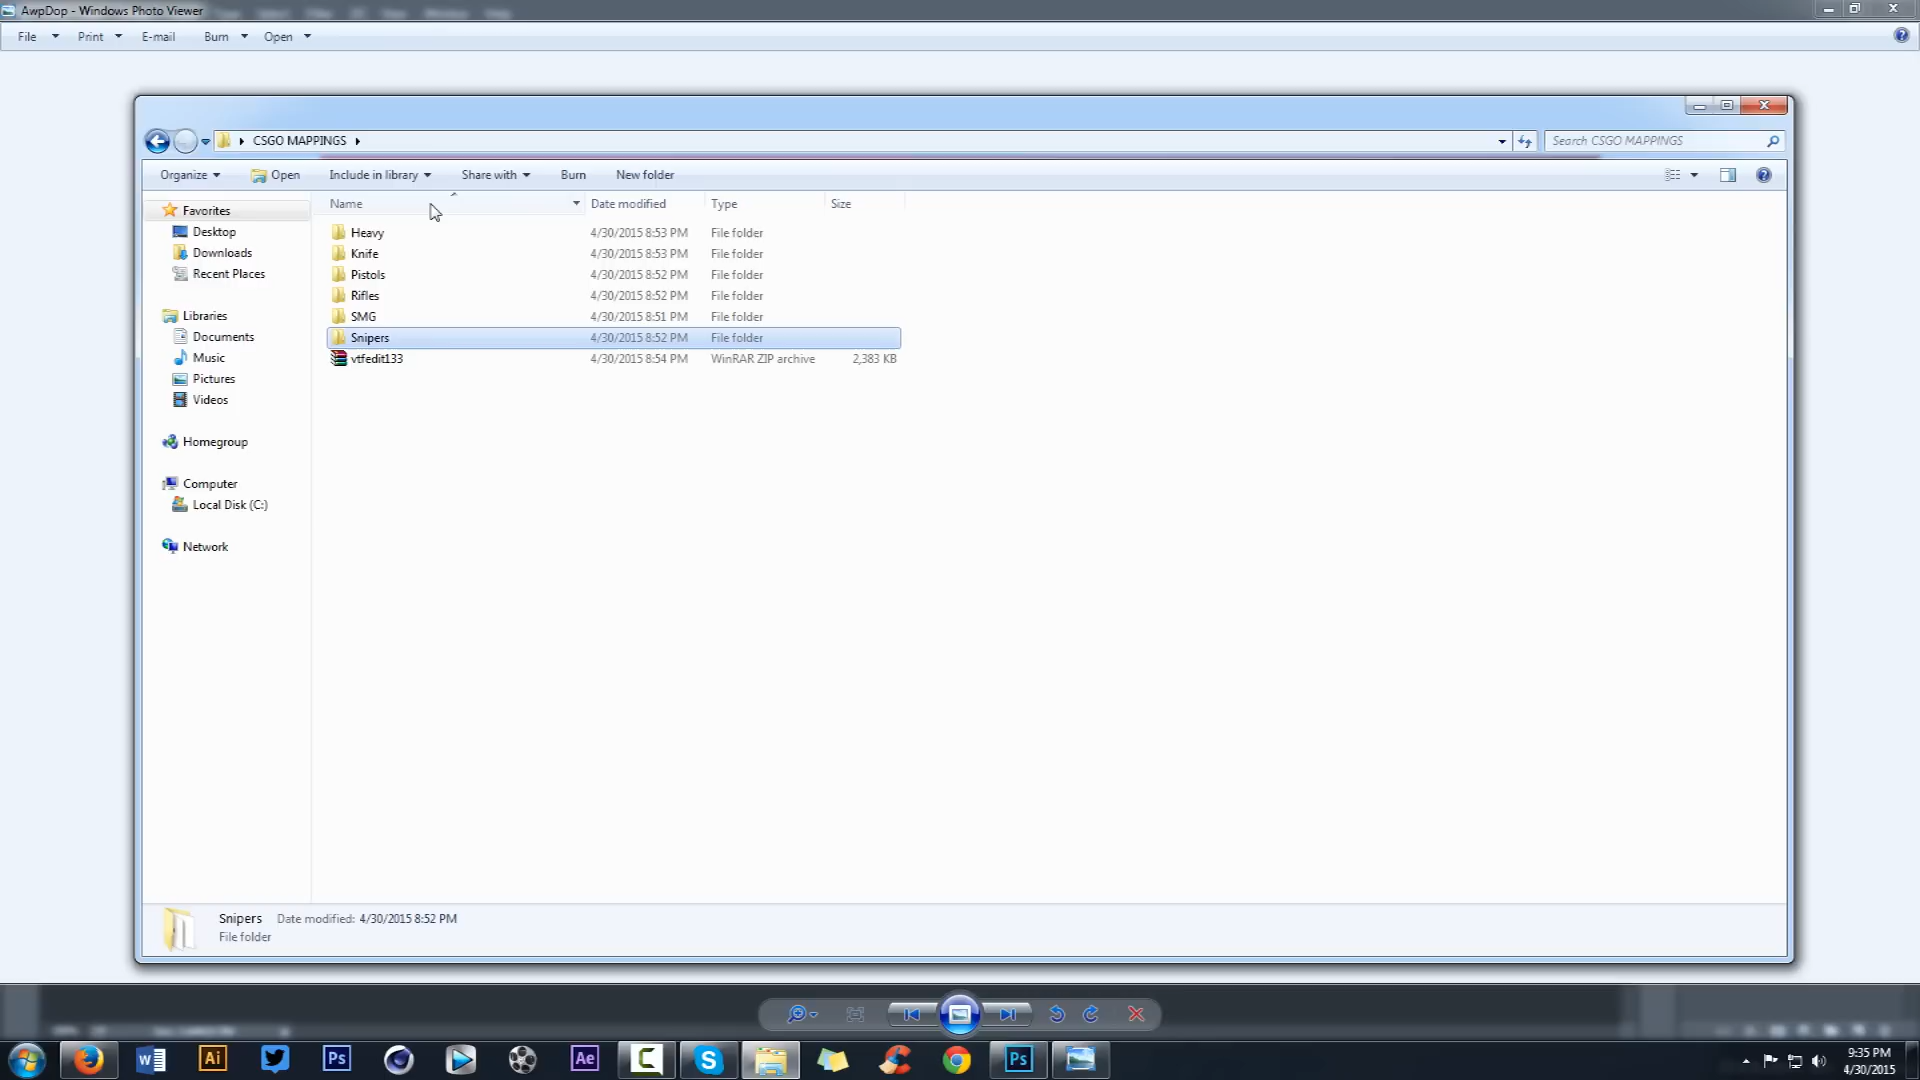 AwpDop - Windows Photo Viewer
File Print E-mail Burn Open
CSGO MAPPINGS
Search CSGO MAPPINGS
Organize Open Include in library Share with Burn New folder
Name Date modified Type Size
Favorites
Desktop
Downloads
Recent Places
Libraries
Documents
Music
Pictures
Videos
Homegroup
Computer
Local Disk (C:)
Network
Heavy 4/30/2015 8:53 PM File folder
Knife 4/30/2015 8:53 PM File folder
Pistols 4/30/2015 8:52 PM File folder
Rifles 4/30/2015 8:52 PM File folder
SMG 4/30/2015 8:51 PM File folder
Snipers 4/30/2015 8:52 PM File folder
vtfedit133 4/30/2015 8:54 PM WinRAR ZIP archive 2,383 KB
Snipers Date modified: 4/30/2015 8:52 PM
File folder
W Ai Ps Ae C S Ps
9:35 PM
4/30/2015